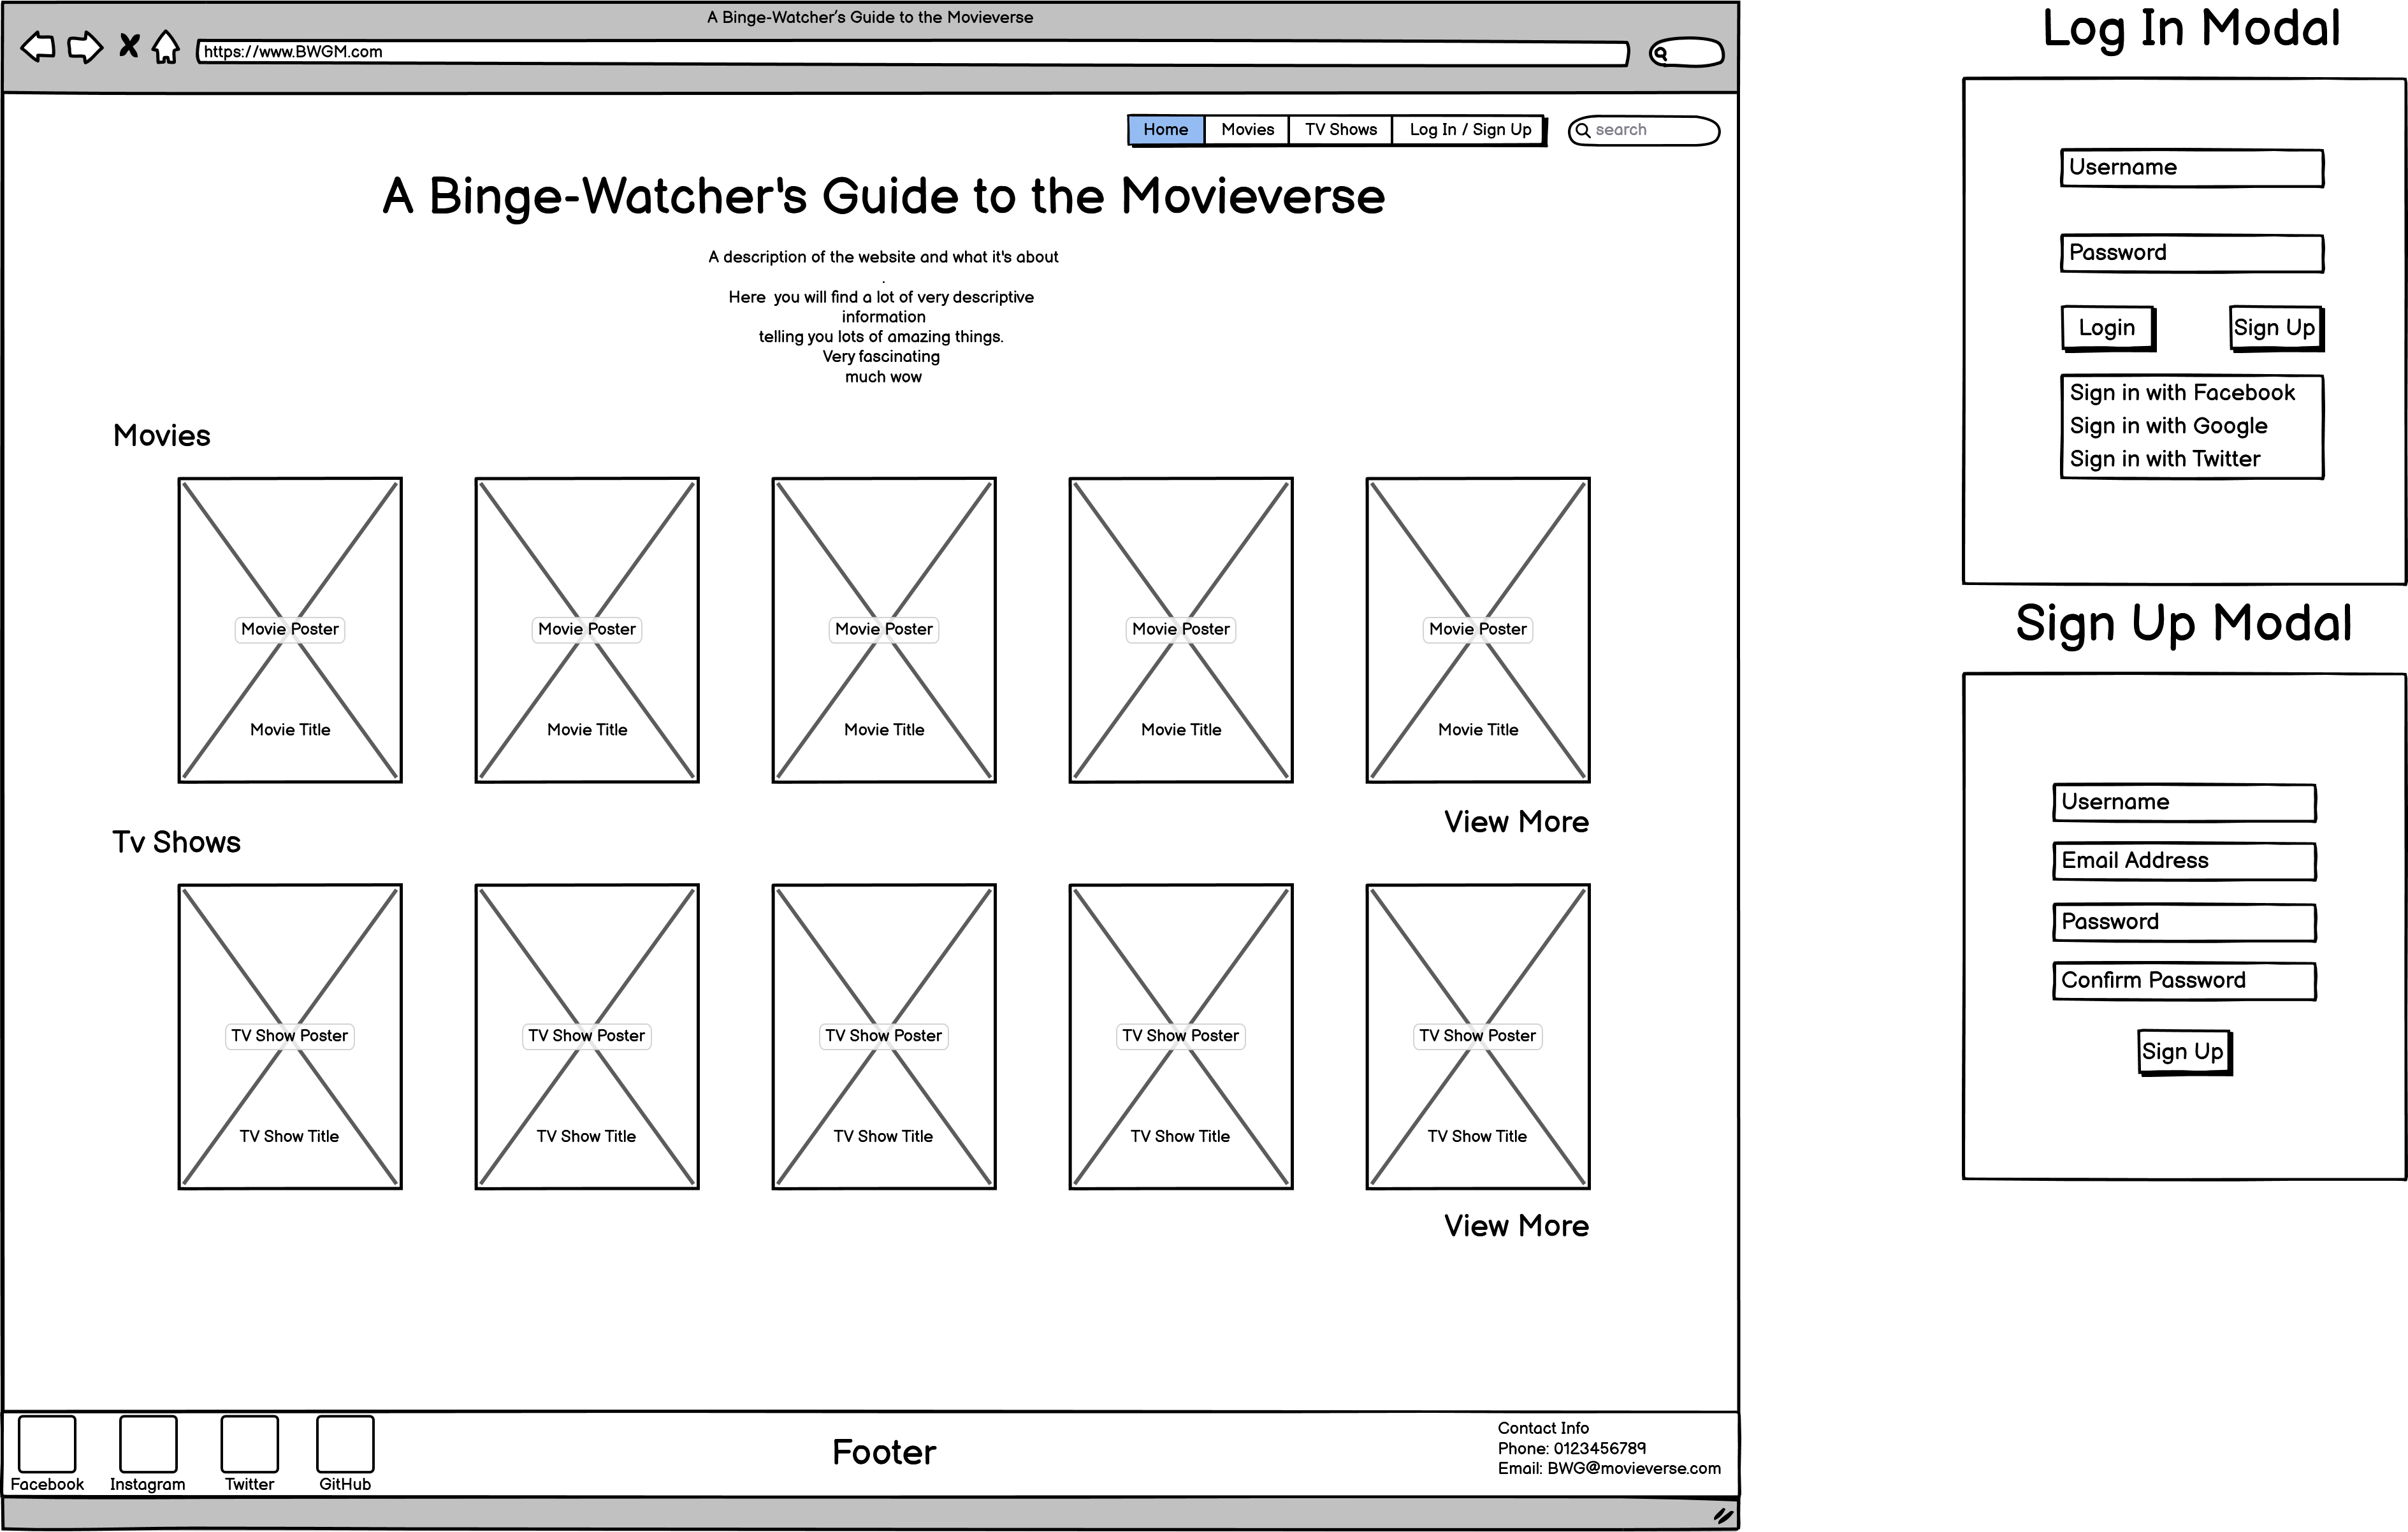 A Binge-Watcher's Guide to the Movieverse
https://www.BWGM.com
Home Movies TV Shows Log In / Sign Up search
A Binge-Watcher's Guide to the Movieverse
A description of the website and what it's about
.
Here you will find a lot of very descriptive
information
telling you lots of amazing things.
Very fascinating
much wow
Movies
Movie Poster Movie Poster Movie Poster Movie Poster Movie Poster
Movie Title Movie Title Movie Title Movie Title Movie Title
View More
Tv Shows
TV Show Poster TV Show Poster TV Show Poster TV Show Poster TV Show Poster
TV Show Title TV Show Title TV Show Title TV Show Title TV Show Title
View More
Facebook Instagram Twitter GitHub
Footer
Contact Info
Phone: 0123456789
Email: BWG@movieverse.com
Log In Modal
Username
Password
Login Sign Up
Sign in with Facebook
Sign in with Google
Sign in with Twitter
Sign Up Modal
Username
Email Address
Password
Confirm Password
Sign Up